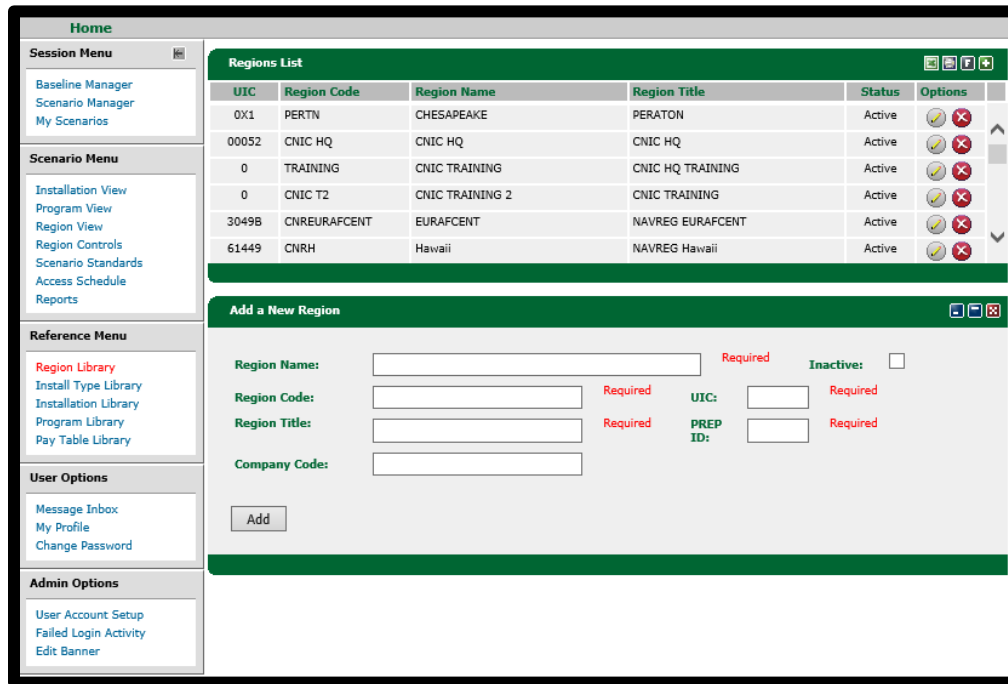 Home
Session Menu
Baseline Manager
Scenario Manager
My Scenarios
Scenario Menu
Installation View
Program View
Region View
Region Controls
Scenario Standards
Access Schedule
Reports
Reference Menu
Region Library
Install Type Library
Installation Library
Program Library
Pay Table Library
User Options
Message Inbox
My Profile
Change Password
Admin Options
User Account Setup
Failed Login Activity
Edit Banner
Regions List
UIC Region Code Region Name Region Title Status Options
0X1 PERTN CHESAPEAKE PERATON Active
00052 CNIC HQ CNIC HQ CNIC HQ Active
0 TRAINING CNIC TRAINING CNIC HQ TRAINING Active
0 CNIC T2 CNIC TRAINING 2 CNIC TRAINING Active
3049B CNREURAFCENT EURAFCENT NAVREG EURAFCENT Active
61449 CNRH Hawaii NAVREG Hawaii Active
Add a New Region
Region Name: Required Inactive:
Region Code: Required UIC: Required
Region Title: Required PREP ID: Required
Company Code:
Add